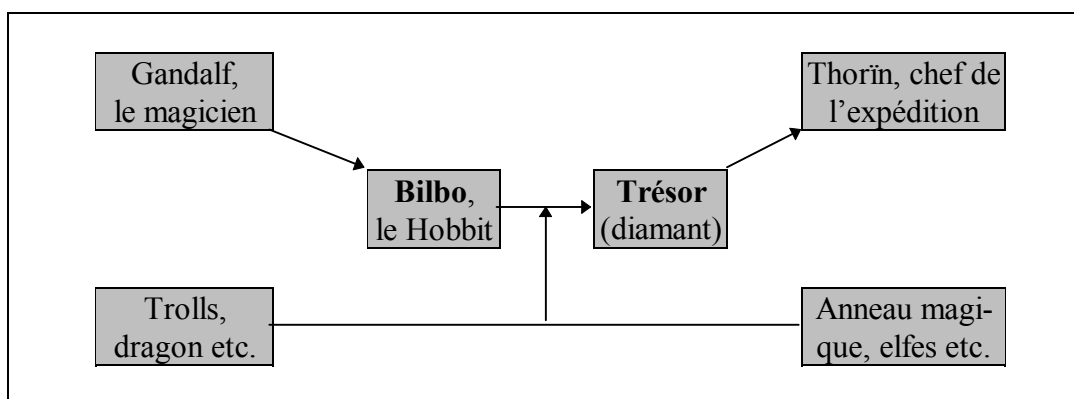 Gandalf,
le magicien
Thorïn, chef de
l'expédition
Bilbo,
le Hobbit
Trésor
(diamant)
Trolls,
dragon etc.
Anneau magi-
que, elfes etc.